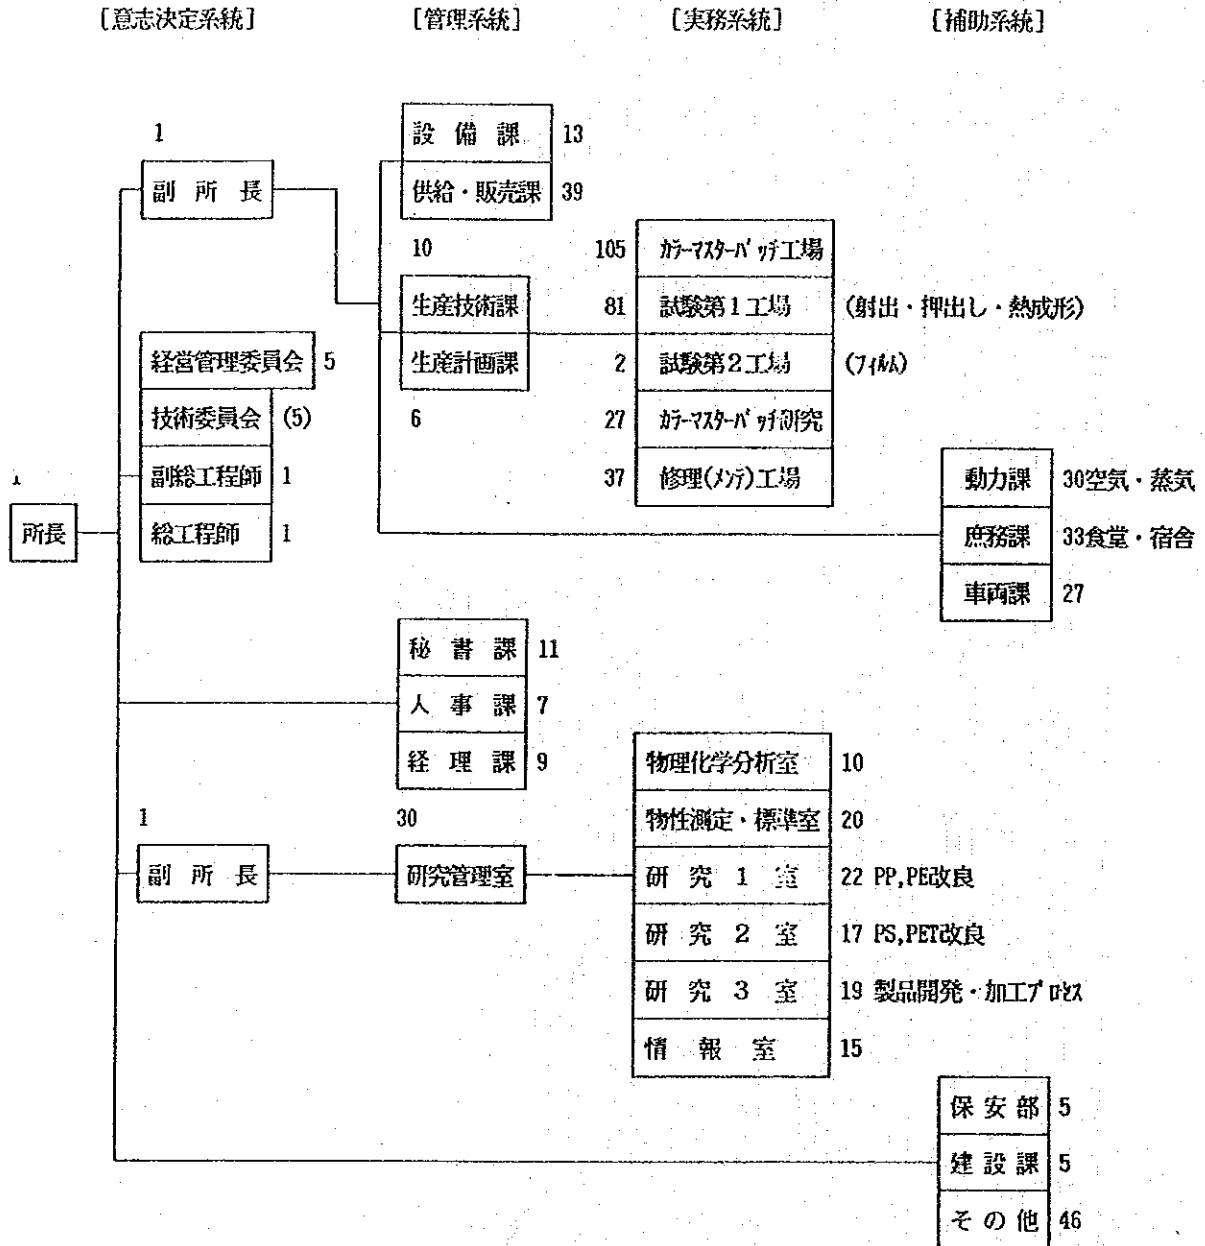 [意志決定系統] [管理系統] [実務系統] [補助系統]
1
副所長
設備課 13
供給・販売課 39
10
生産技術課
生産計画課
6
105 カラーマスターバッチ工場
81 試験第1工場 (射出・押出し・熱成形)
2 試験第2工場 (フィルム)
27 カラーマスターバッチ研究
37 修理(メンテ)工場
経営管理委員会 5
技術委員会 (5)
副総工程師 1
総工程師 1
1
所長
動力課 30空気・蒸気
庶務課 33食堂・宿舎
車両課 27
秘書課 11
人事課 7
経理課 9
1
副所長
30
研究管理室
物理化学分析室 10
物性測定・標準室 20
研究1室 22 PP,PE改良
研究2室 17 PS,PET改良
研究3室 19 製品開発・加工プロセス
情報室 15
保安部 5
建設課 5
その他 46